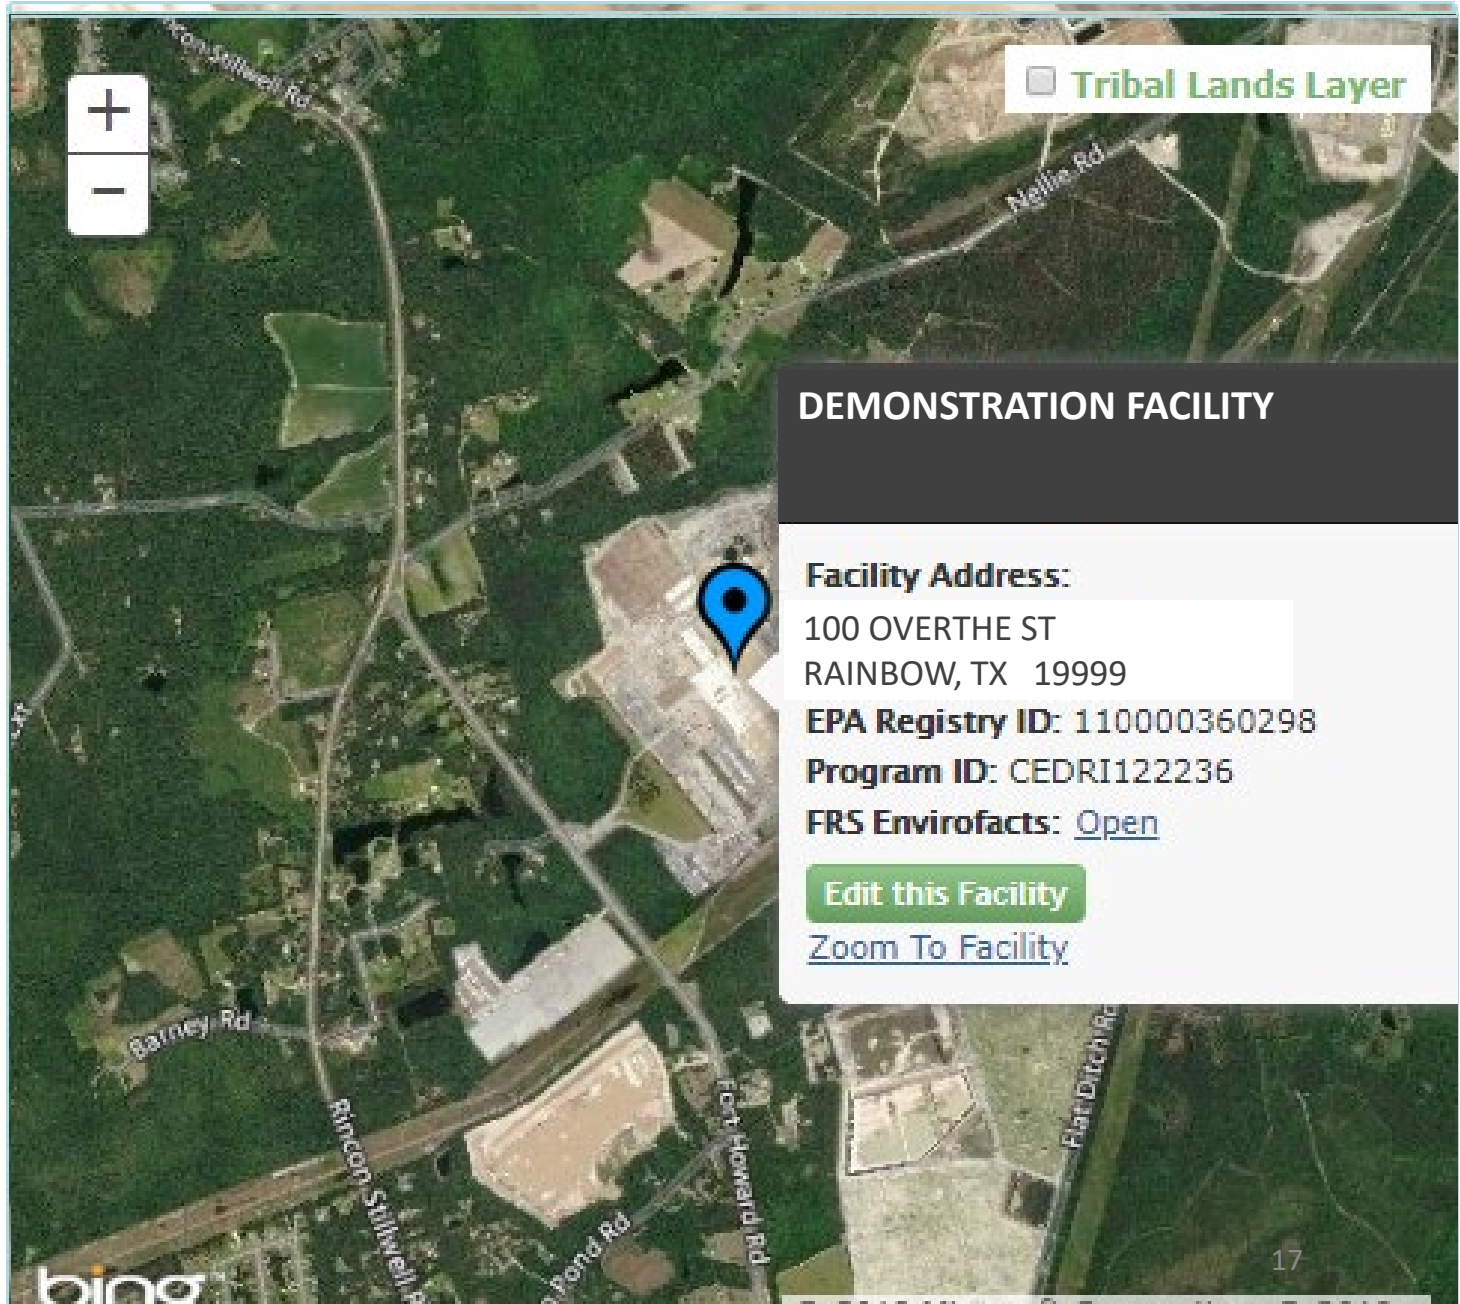 con-Stillwell Rd
+
Tribal Lands Layer
−
Nellie Rd
DEMONSTRATION FACILITY
Facility Address:
100 OVERTHE ST
RAINBOW, TX 19999
EPA Registry ID: 110000360298
Program ID: CEDRI122236
FRS Envirofacts: Open
Edit this Facility
Zoom To Facility
Barney Rd
Flat Ditch Rd
Fort Howard Rd
Rincon-Stillwell R
Pond Rd
17
bing